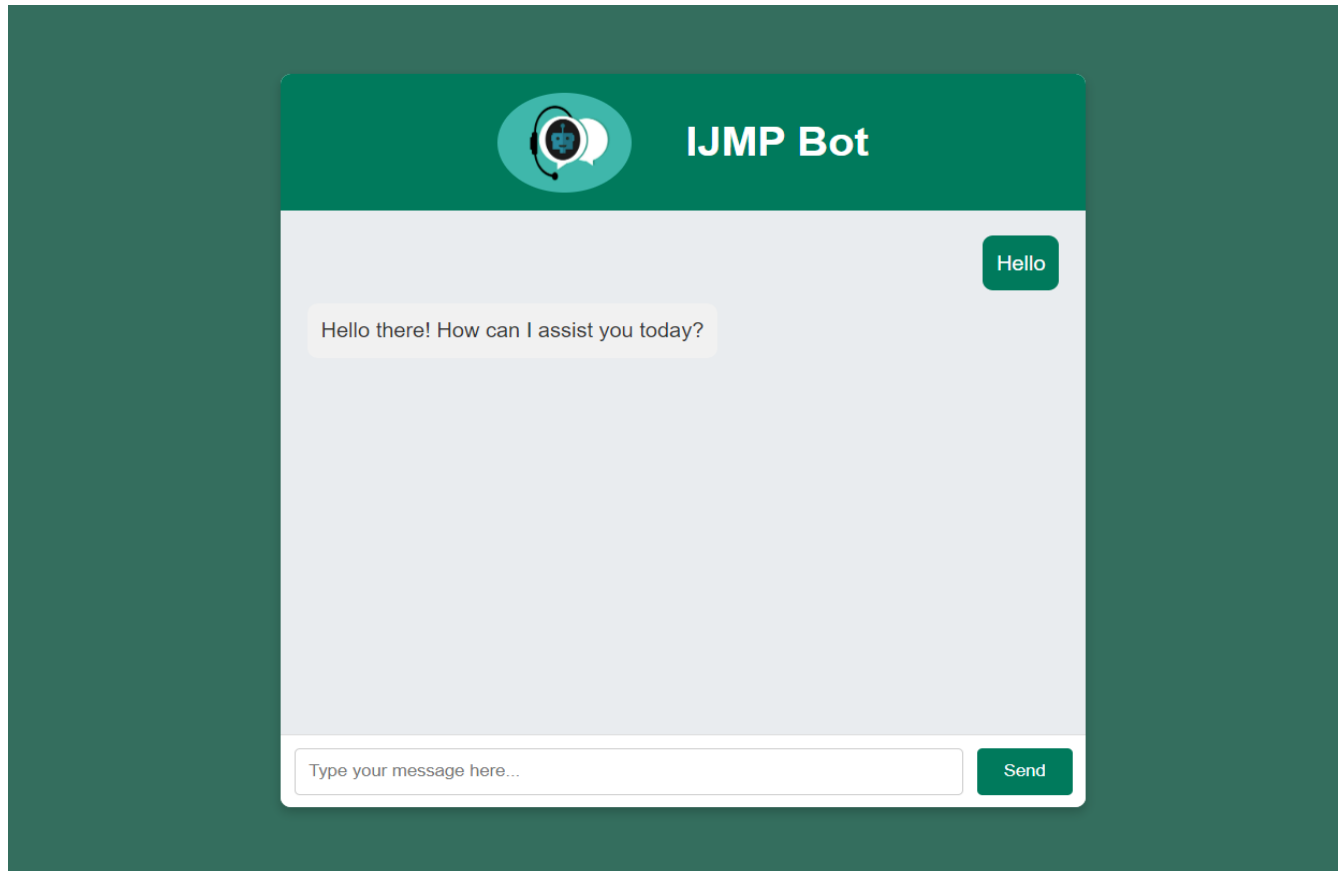 IJMP Bot
Hello
Hello there! How can I assist you today?
Type your message here...
Send